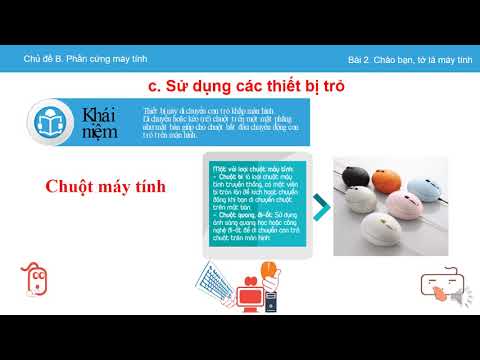 Chủ đề B. Phần cứng máy tính
Bài 2. Chào bạn, tớ là máy tính
c. Sử dụng các thiết bị trỏ
Khái
niệm
Thiết bị này di chuyển con trỏ khắp màn hình.
Di chuyển hoặc kéo (rê) chuột trên một mặt phẳng
như mặt bàn giúp cho chuột bắt đầu chuyển động con
trỏ trên màn hình.
Chuột máy tính
Một vài loại chuột máy tính:
- Chuột bi: là loại chuột máy
tính truyền thống, có một viên
bi tròn để kích hoạt chuyển
động khi bạn di chuyển chuột
trên mặt bàn.
- Chuột quang, đi-ốt: Sử dụng
ánh sáng quang học hoặc công
nghệ đi-ốt để di chuyển con trỏ
chuột trên màn hình.